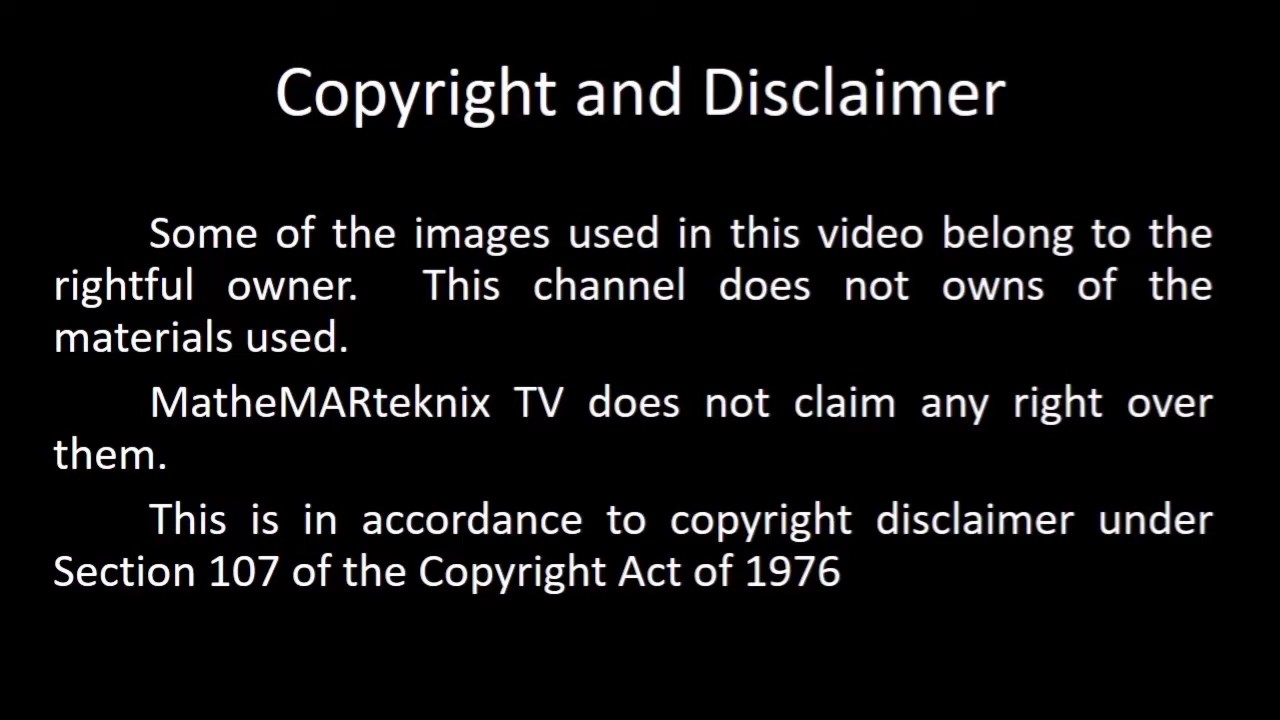 Copyright and Disclaimer
Some of the images used in this video belong to the
rightful owner. This channel does not owns of the
materials used.
MatheMARteknix TV does not claim any right over
them.
This is in accordance to copyright disclaimer under
Section 107 of the Copyright Act of 1976